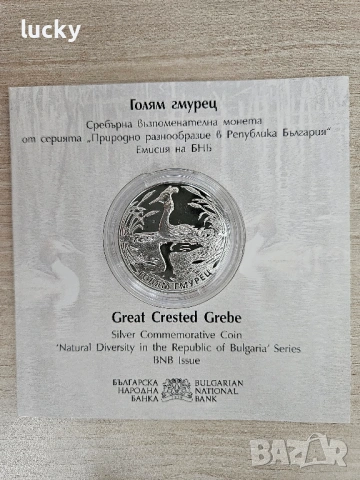 lucky
Голям гмурец
Сребърна възпоменателна монета
от серията „Природно разнообразие в Република България"
Емисия на БНБ
ГОЛЯМ ГМУРЕЦ
Great Crested Grebe
Silver Commemorative Coin
'Natural Diversity in the Republic of Bulgaria' Series
BNB Issue
БЪЛГАРСКА НАРОДНА БАНКА
BULGARIAN NATIONAL BANK
BAZAR